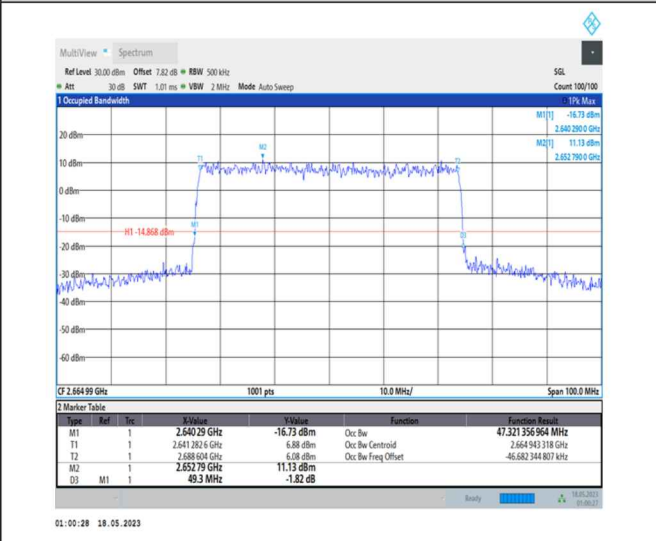 MultiView Spectrum
Ref Level 30.00 dBm Offset 7.82 dB RBW 500 kHz SGL
Att 30 dB SWT 1.01 ms VBW 2 MHz Mode Auto Sweep Count 100/100
1 Occupied Bandwidth 1Pk Max
M1[1] -16.73 dBm
2.640 290 0 GHz
M2[1] 11.13 dBm
2.652 790 0 GHz
20 dBm
M2
T1 T2
10 dBm
0 dBm
-10 dBm
M1
H1 -14.868 dBm
D3
-20 dBm
-30 dBm
-40 dBm
-50 dBm
-60 dBm
CF 2.664 99 GHz 1001 pts 10.0 MHz/ Span 100.0 MHz
2 Marker Table
Type Ref Trc X-Value Y-Value Function Function Result
M1 1 2.640 29 GHz -16.73 dBm Occ Bw 47.321 356 964 MHz
T1 1 2.641 282 6 GHz 6.88 dBm Occ Bw Centroid 2.664 943 318 GHz
T2 1 2.688 604 GHz 6.08 dBm Occ Bw Freq Offset -46.682 344 807 kHz
M2 1 2.652 79 GHz 11.13 dBm
D3 M1 1 49.3 MHz -1.82 dB
Ready 18.05.2023
01:00:27
01:00:28 18.05.2023